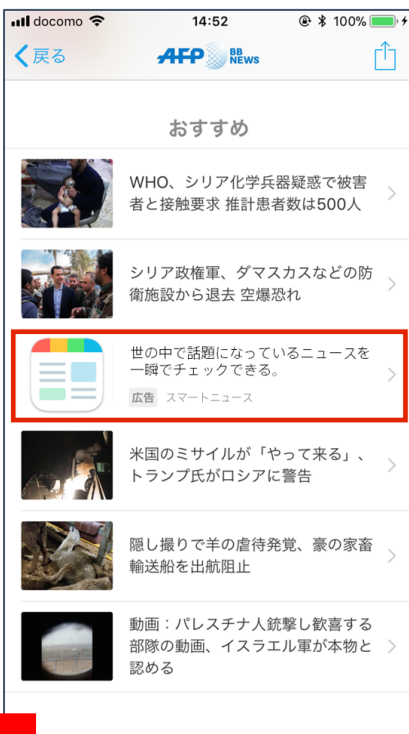 docomo 14:52 100%
戻る AFP BB NEWS
おすすめ
WHO、シリア化学兵器疑惑で被害
者と接触要求 推計患者数は500人
シリア政権軍、ダマスカスなどの防
衛施設から退去 空爆恐れ
世の中で話題になっているニュースを
一瞬でチェックできる。
広告 スマートニュース
米国のミサイルが「やって来る」、
トランプ氏がロシアに警告
隠し撮りで羊の虐待発覚、豪の家畜
輸送船を出航阻止
動画：パレスチナ人銃撃し歓喜する
部隊の動画、イスラエル軍が本物と
認める